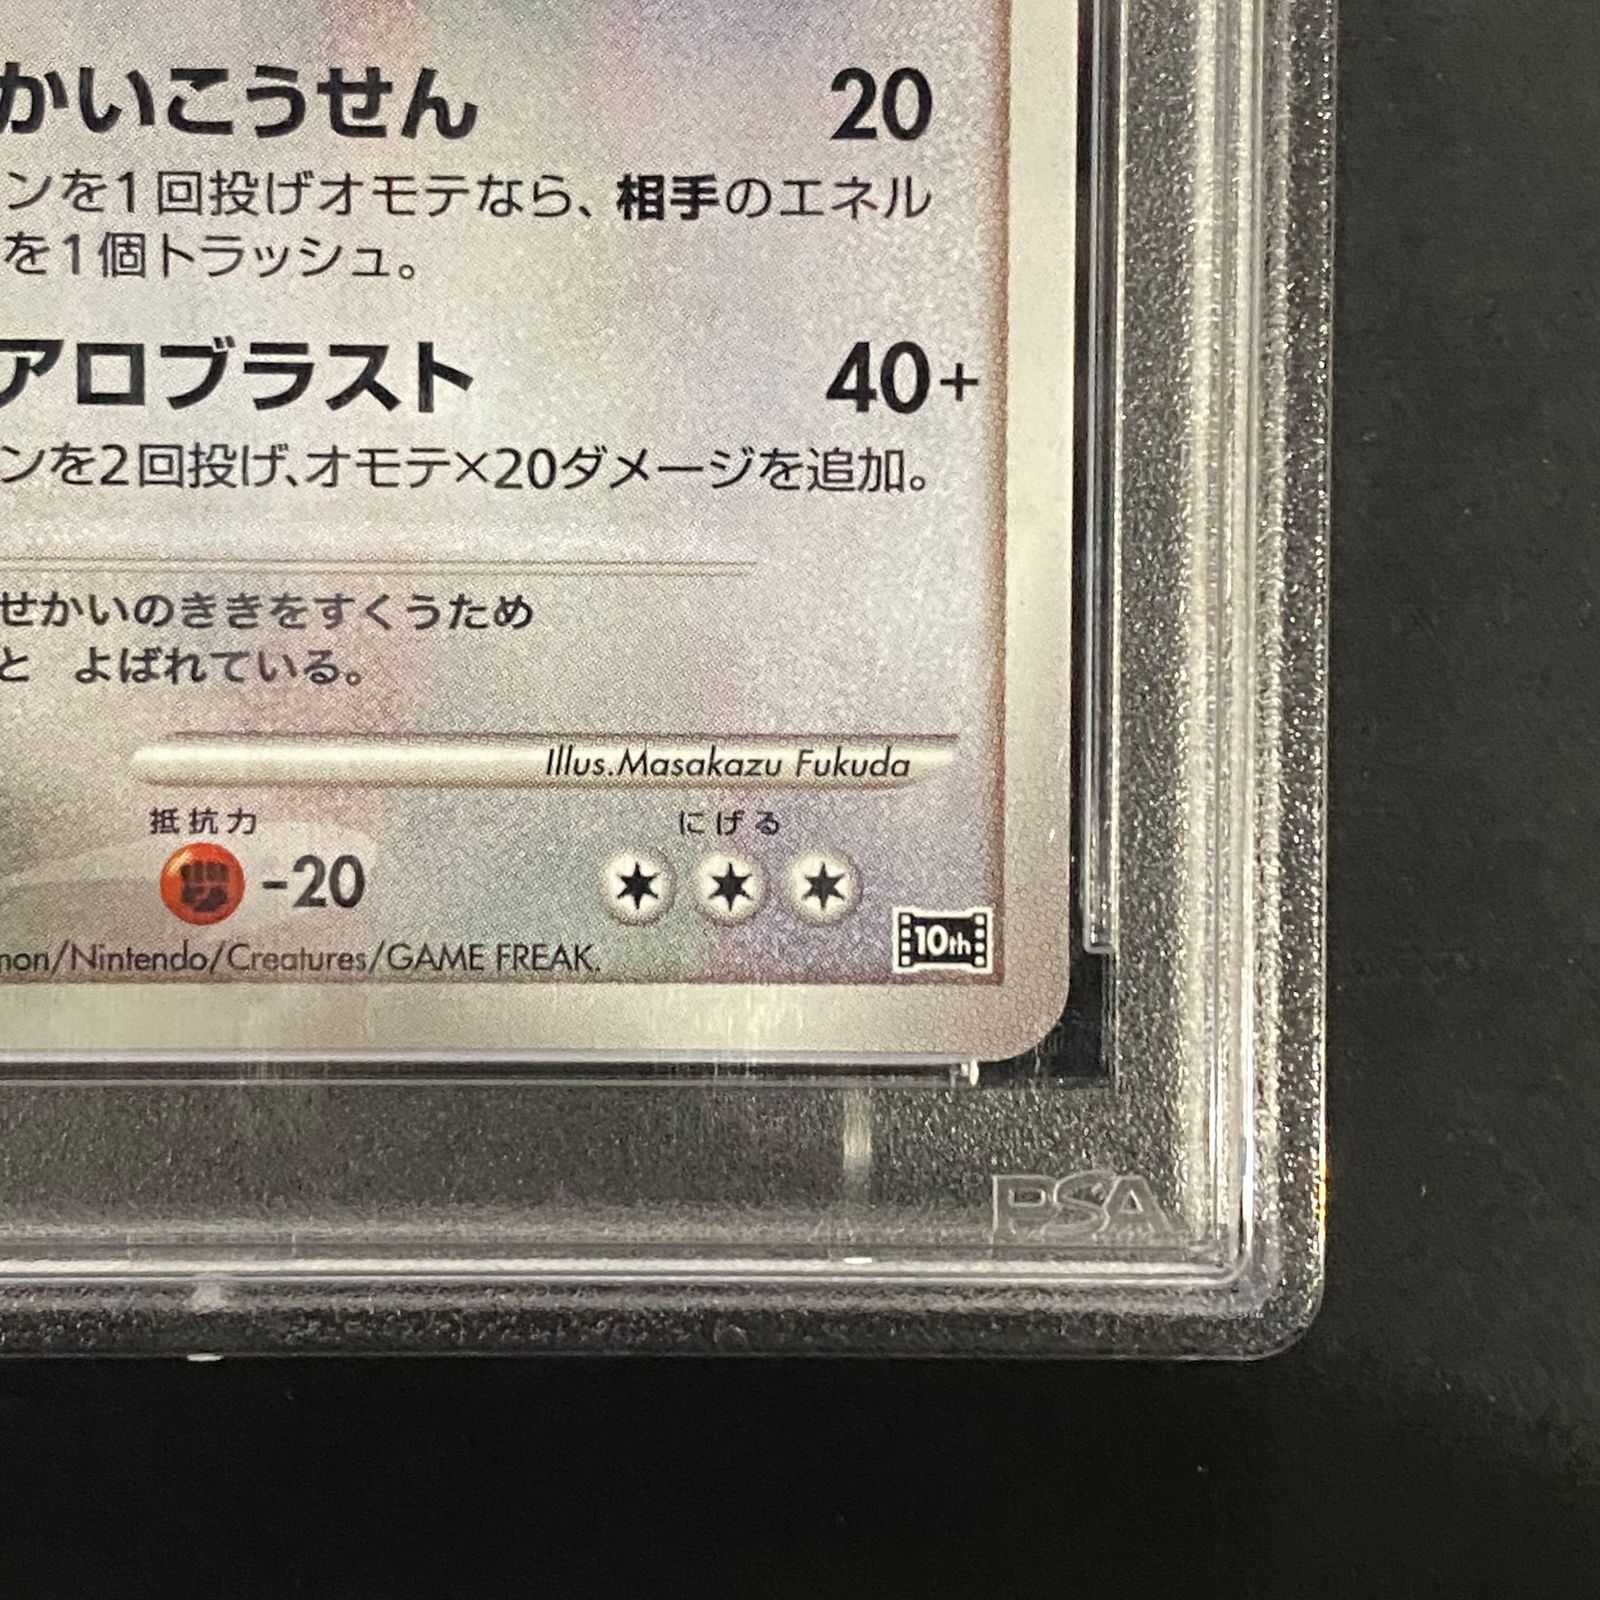 かいこうせん 20
ンを1回投げオモテなら、相手のエネル
を1個トラッシュ。
アロブラスト 40+
ンを2回投げ、オモテ×20ダメージを追加。
せかいのききをすくうため
と よばれている。
Illus.Masakazu Fukuda
抵抗力 にげる
-20
10th
mon/Nintendo/Creatures/GAME FREAK.
PSA